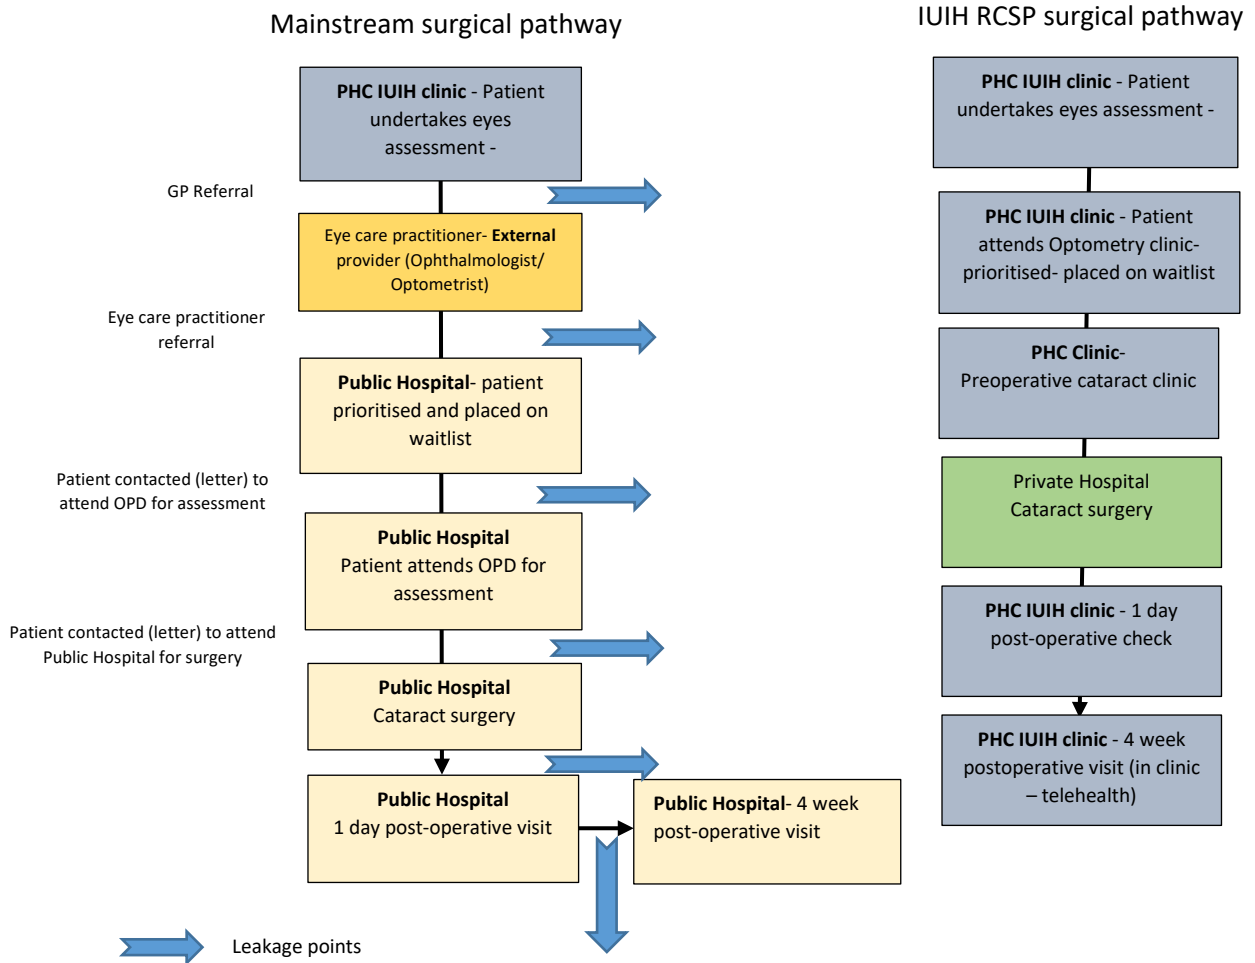 Mainstream surgical pathway
PHC IUIH clinic - Patient
undertakes eyes
assessment -
GP Referral
Eye care practitioner- External
provider (Ophthalmologist/
Optometrist)
Eye care practitioner
referral
Public Hospital- patient
prioritised and placed on
waitlist
Patient contacted (letter) to
attend OPD for assessment
Public Hospital
Patient attends OPD for
assessment
Patient contacted (letter) to attend
Public Hospital for surgery
Public Hospital
Cataract surgery
Public Hospital
1 day post-operative visit
Public Hospital- 4 week
post-operative visit
Leakage points
IUIH RCSP surgical pathway
PHC IUIH clinic - Patient
undertakes eyes assessment -
PHC IUIH clinic - Patient
attends Optometry clinic-
prioritised- placed on waitlist
PHC Clinic-
Preoperative cataract clinic
Private Hospital
Cataract surgery
PHC IUIH clinic - 1 day
post-operative check
PHC IUIH clinic - 4 week
postoperative visit (in clinic
– telehealth)